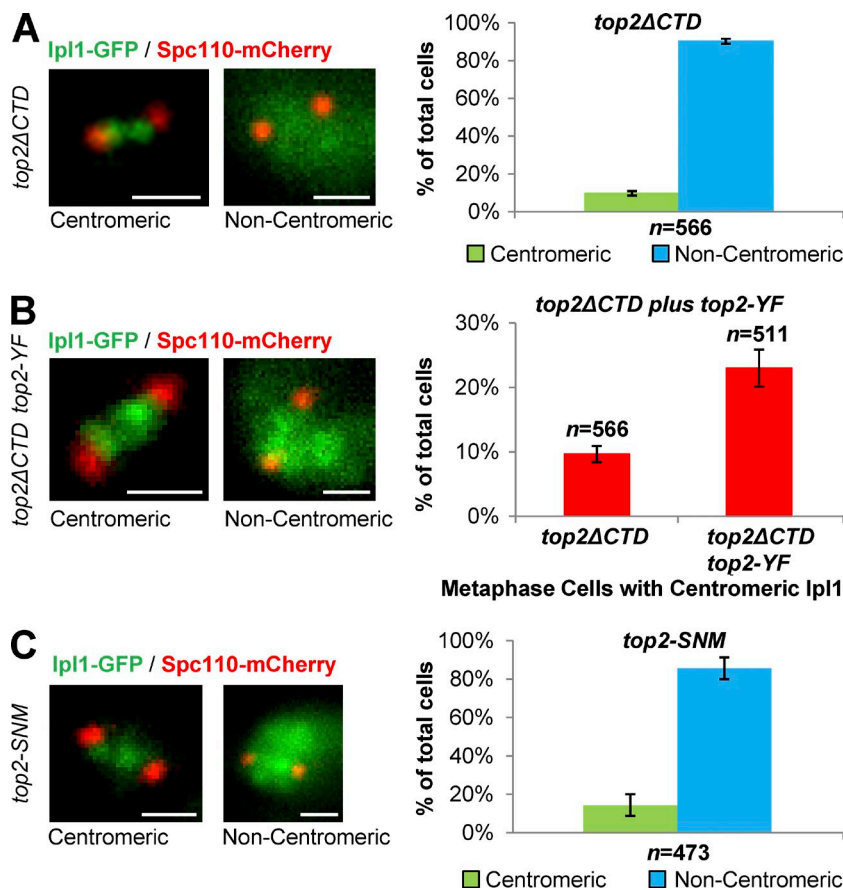 A
Ipl1-GFP / Spc110-mCherry
top2ΔCTD
Centromeric
Non-Centromeric
top2ΔCTD
% of total cells
100%
80%
60%
40%
20%
0%
n=566
Centromeric
Non-Centromeric
B
Ipl1-GFP / Spc110-mCherry
top2ΔCTD top2-YF
Centromeric
Non-Centromeric
top2ΔCTD plus top2-YF
% of total cells
30%
20%
10%
0%
n=566
n=511
top2ΔCTD
top2ΔCTD
top2-YF
Metaphase Cells with Centromeric Ipl1
C
Ipl1-GFP / Spc110-mCherry
top2-SNM
Centromeric
Non-Centromeric
top2-SNM
% of total cells
100%
80%
60%
40%
20%
0%
n=473
Centromeric
Non-Centromeric